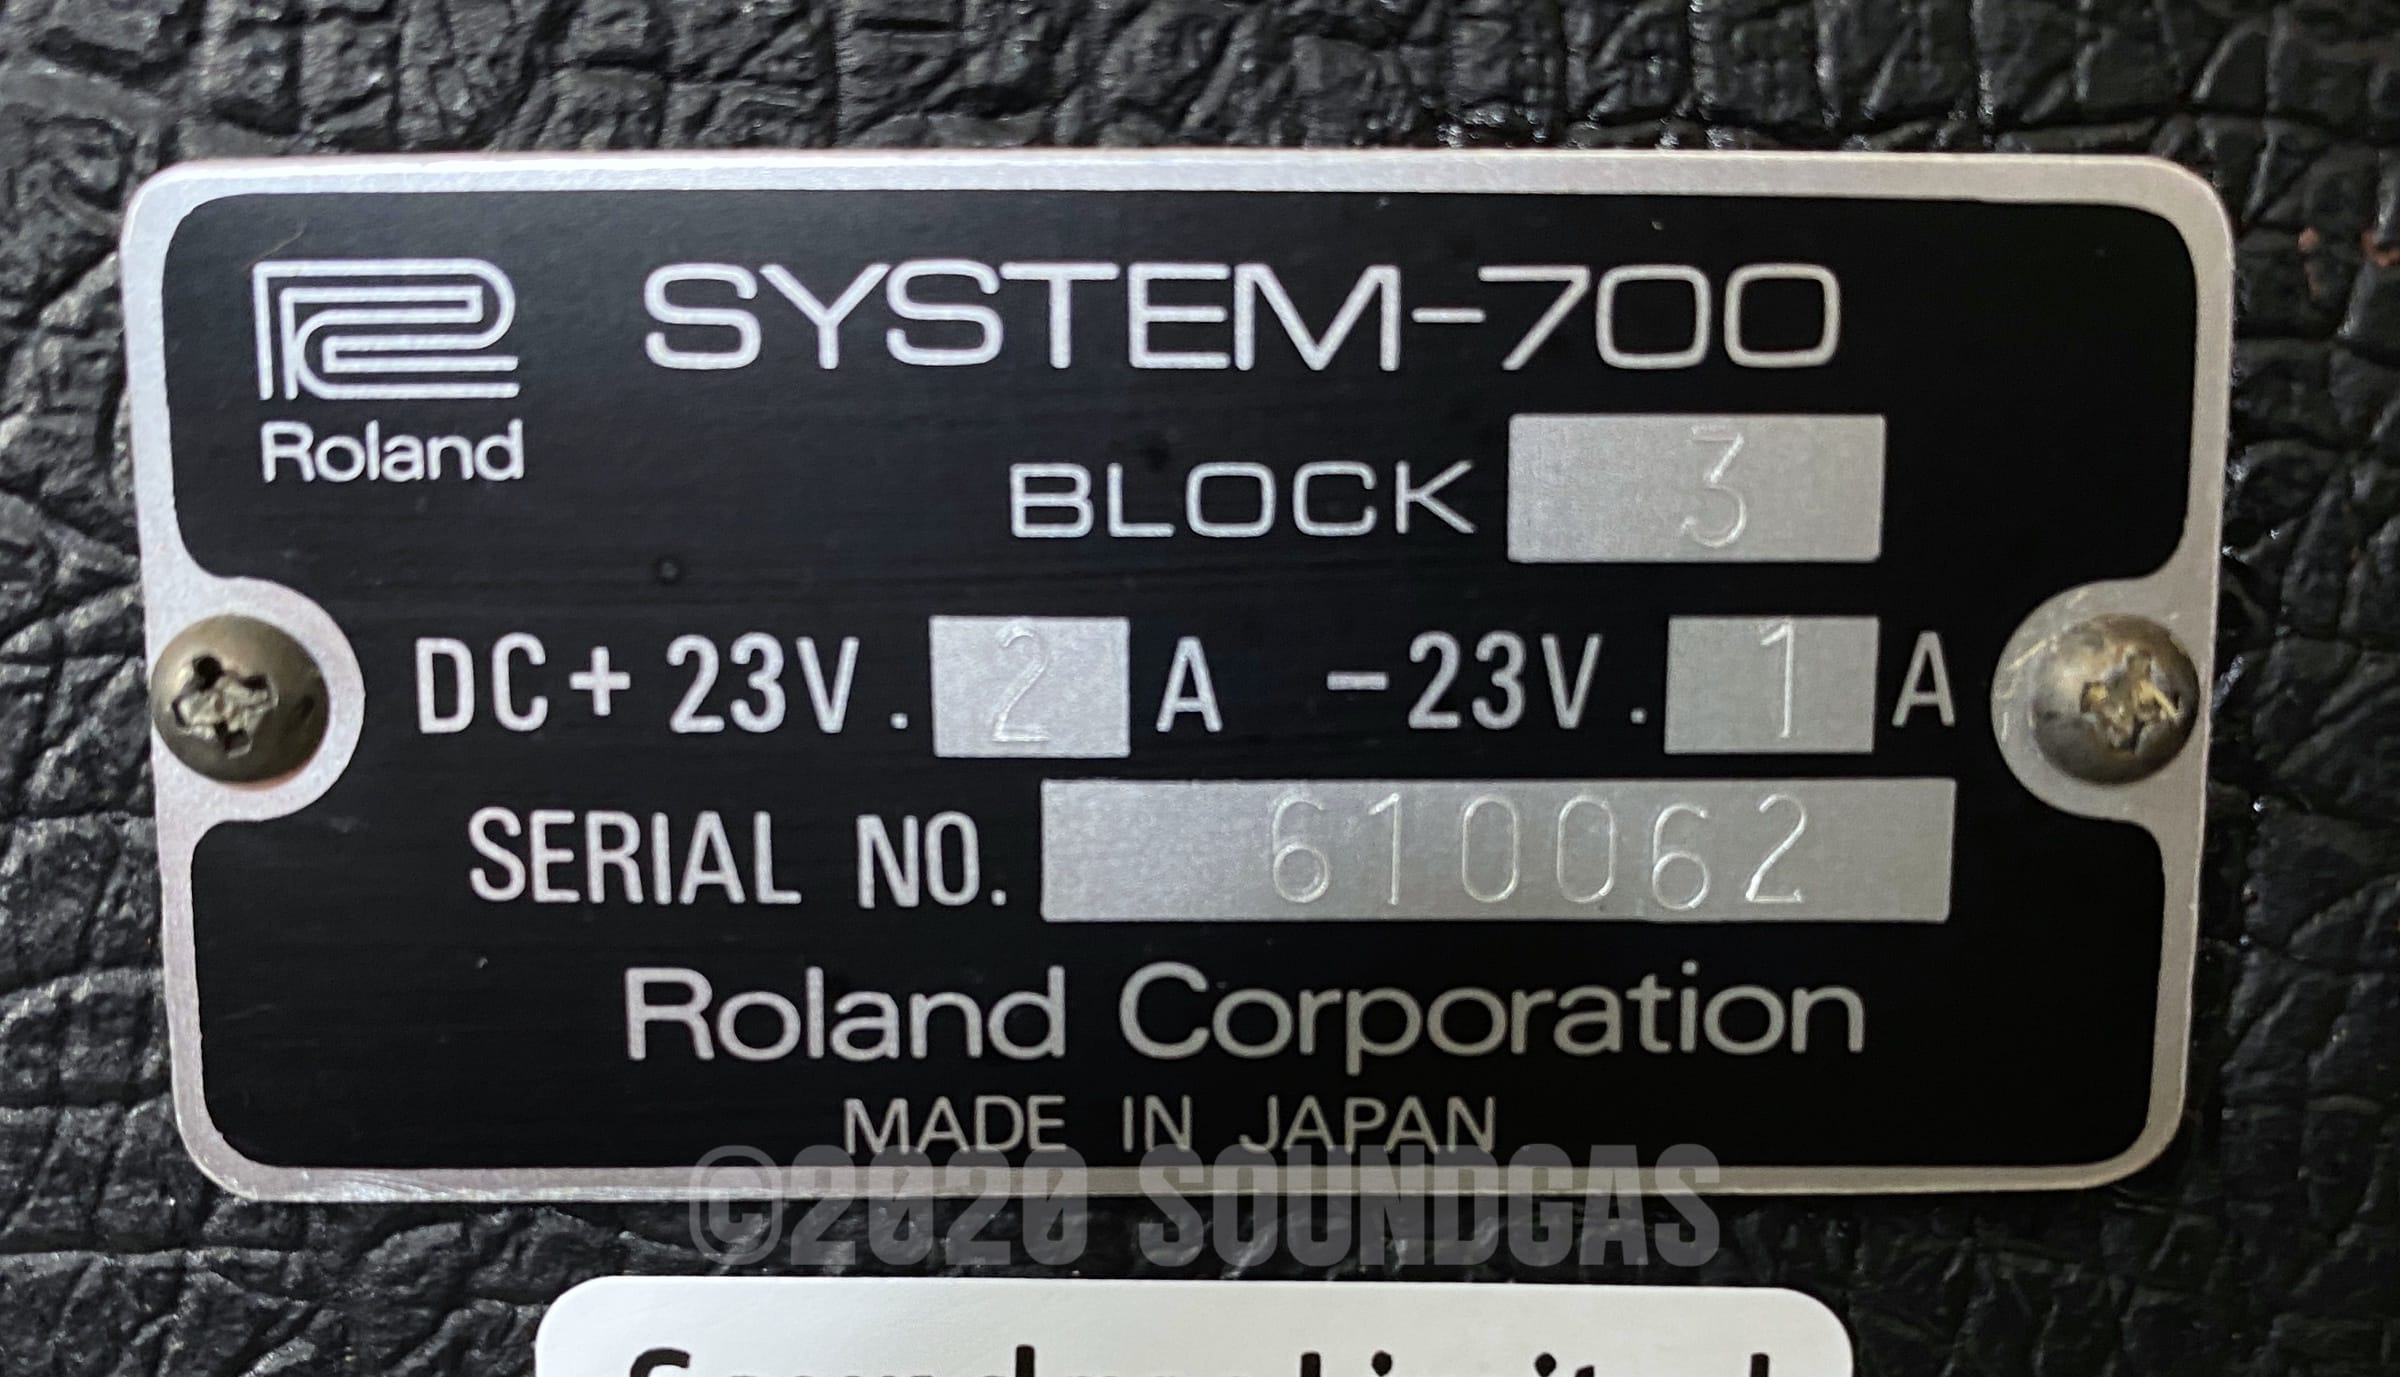 SYSTEM-700
Roland
BLOCK 3
DC+23V. 2 A -23V. 1 A
SERIAL NO. 610062
Roland Corporation
MADE IN JAPAN
©2020 SOUNDGAS
Limited